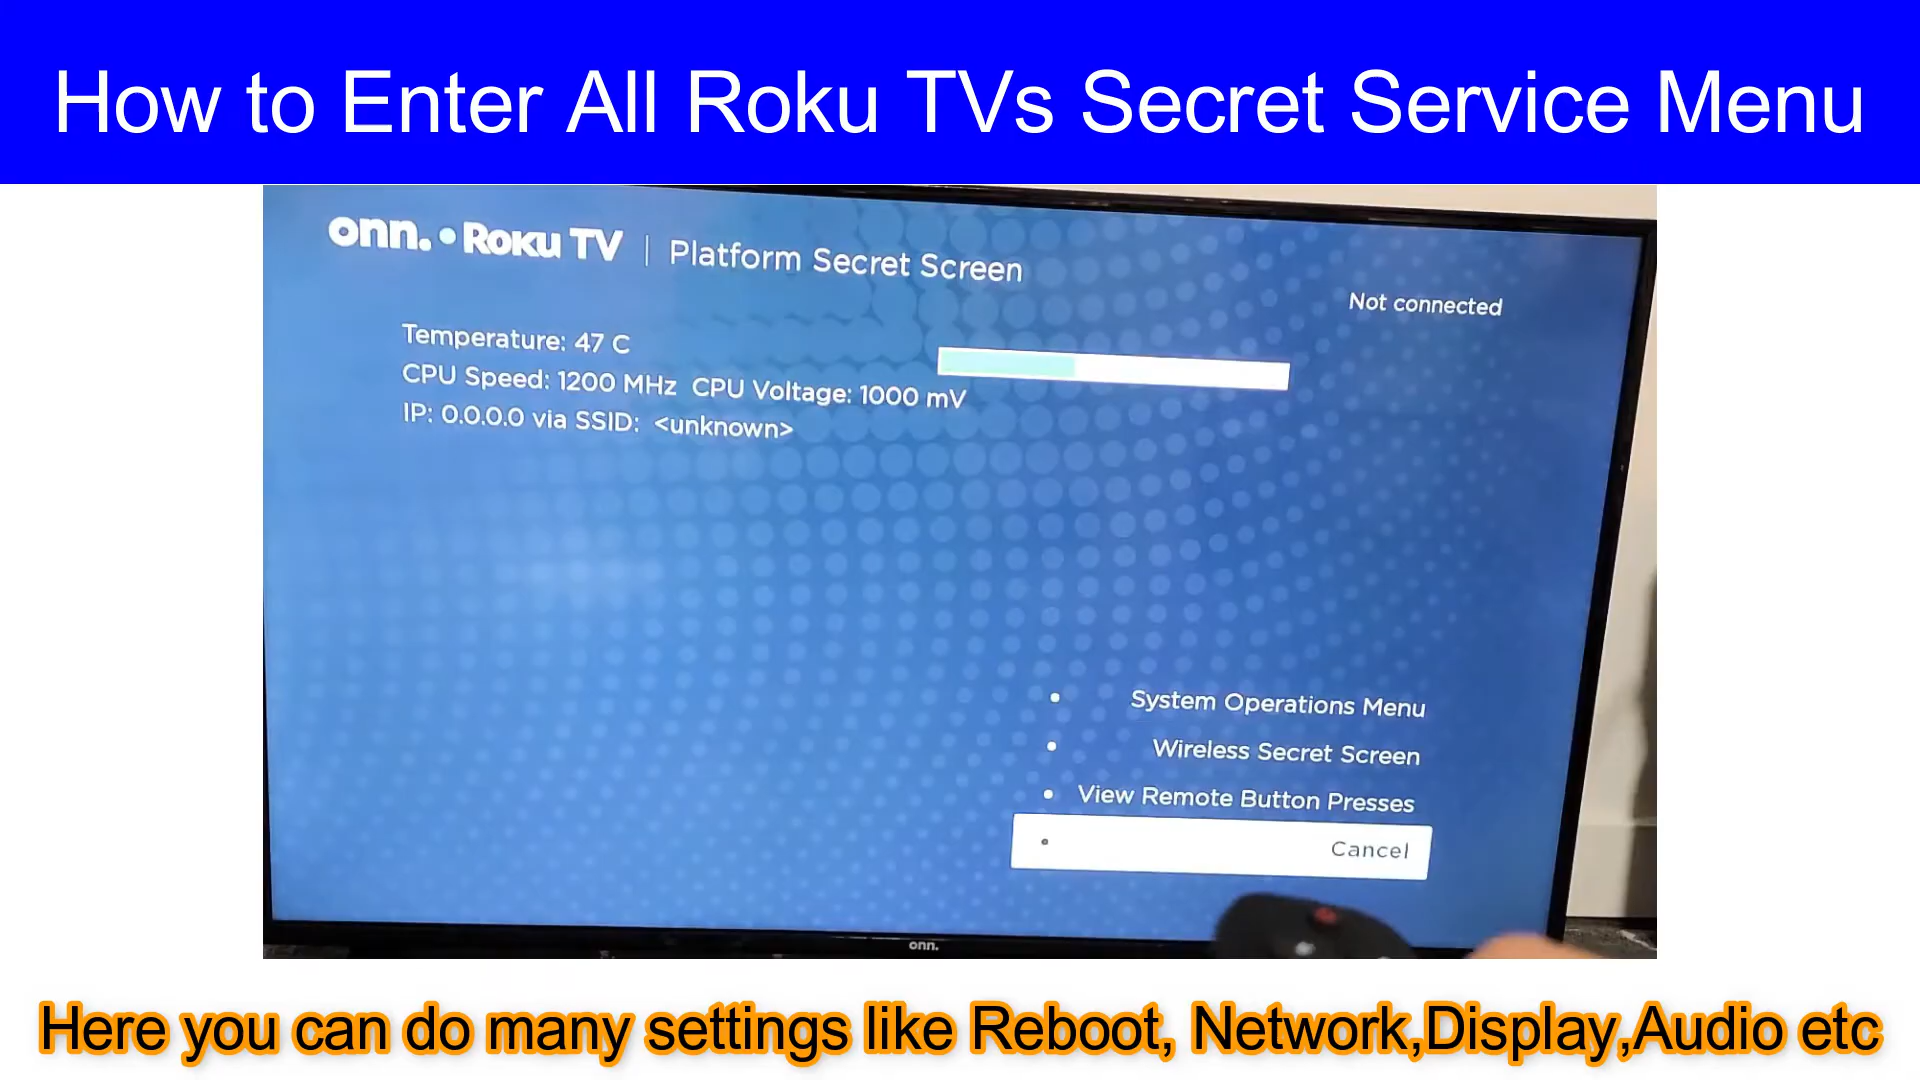 How to Enter All Roku TVs Secret Service Menu
onn. • Roku TV | Platform Secret Screen
Not connected
Temperature: 47 C
CPU Speed: 1200 MHz CPU Voltage: 1000 mV
IP: 0.0.0.0 via SSID: <unknown>
• System Operations Menu
• Wireless Secret Screen
• View Remote Button Presses
• Cancel
onn.
Here you can do many settings like Reboot, Network,Display,Audio etc